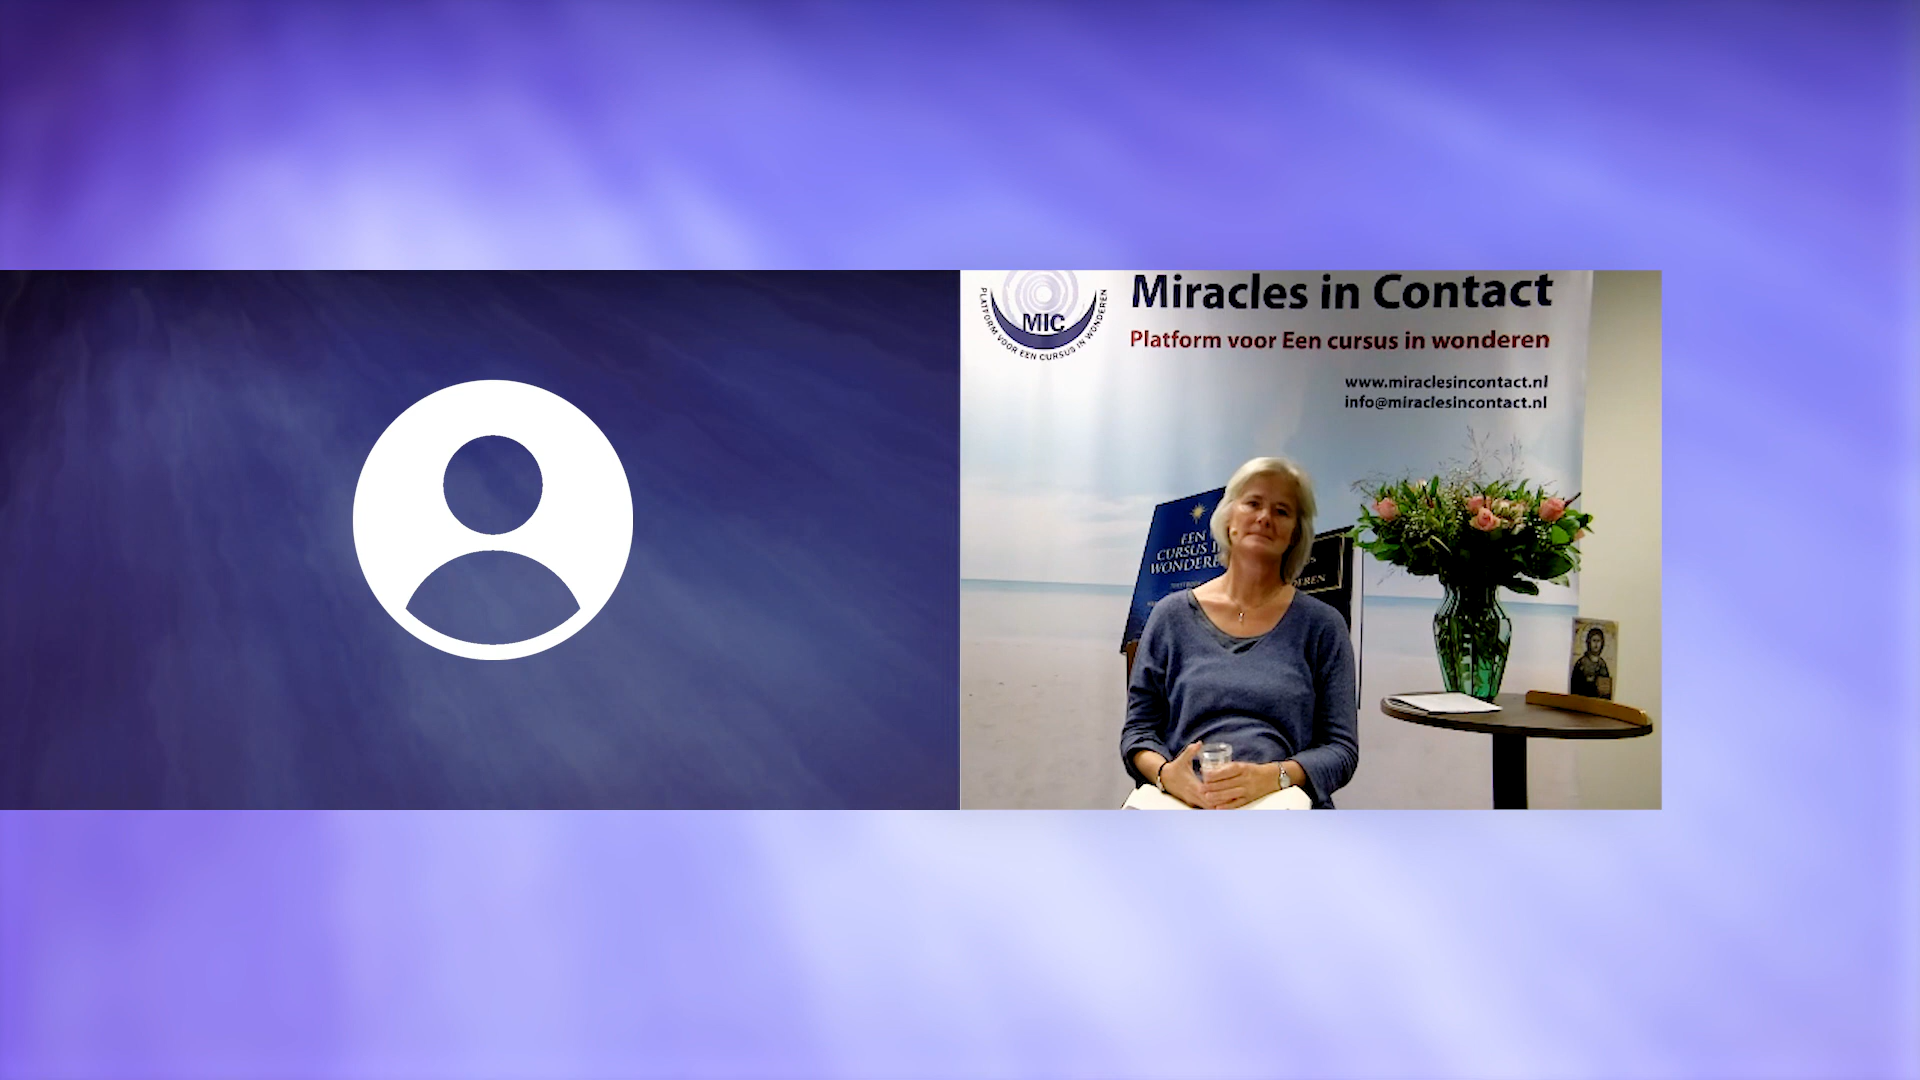 Miracles in Contact
Platform voor Een cursus in wonderen
www.miraclesincontact.nl
info@miraclesincontact.nl
MIC
PLATFORM VOOR EEN CURSUS IN WONDEREN
EEN
CURSUS
WONDERE